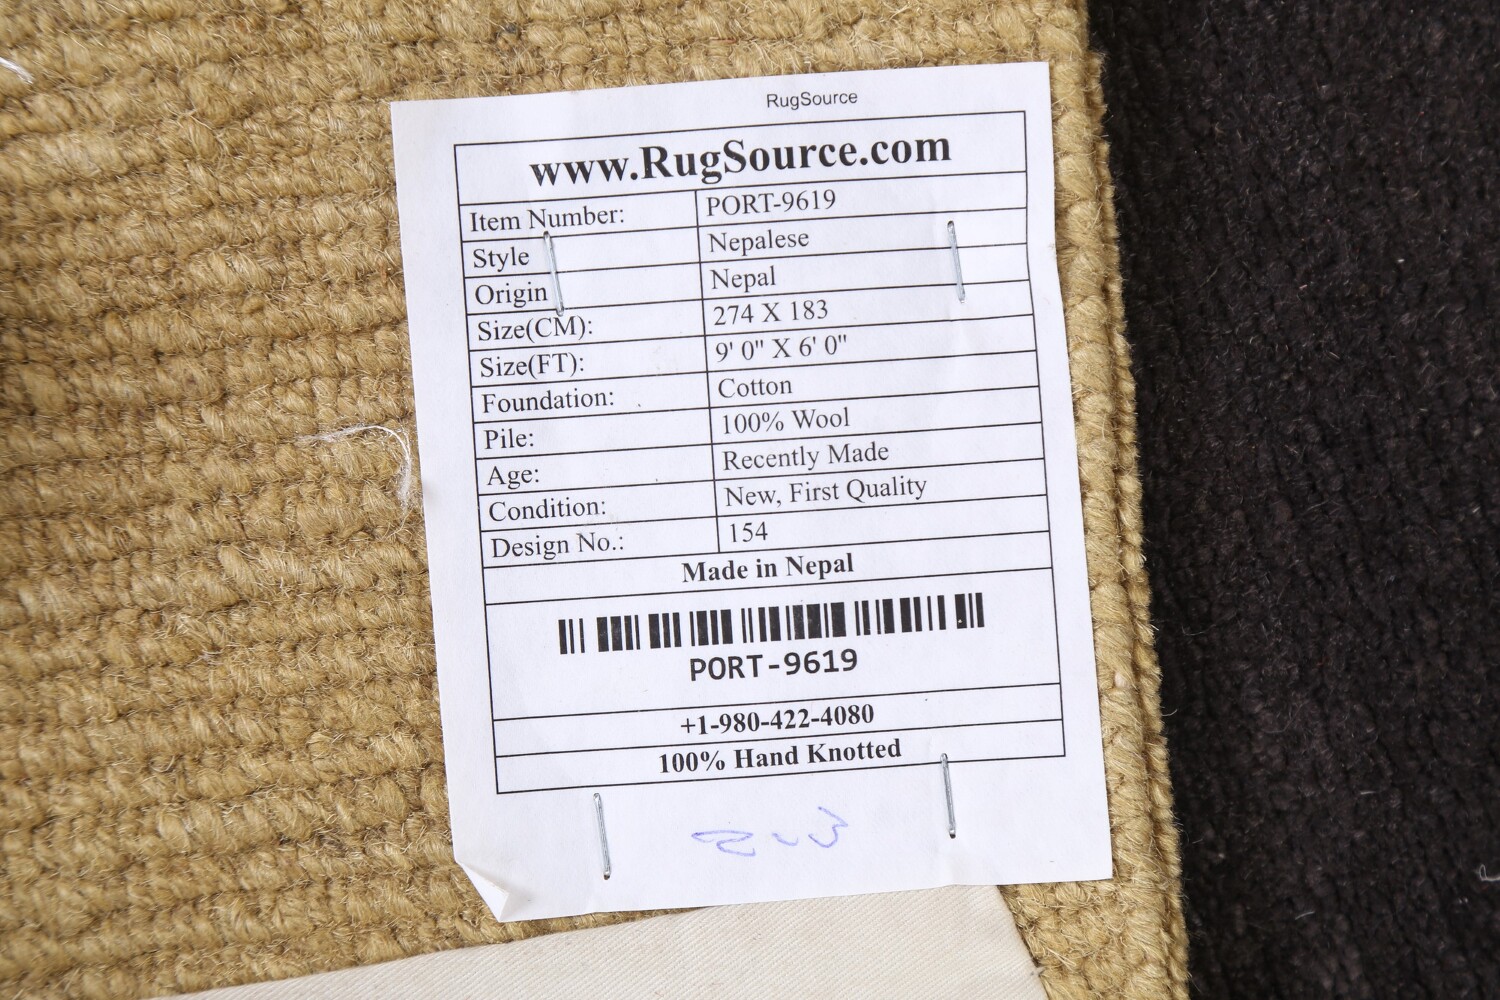 RugSource
www.RugSource.com
Item Number: PORT-9619
Style Nepalese
Origin Nepal
Size(CM): 274 X 183
Size(FT): 9' 0" X 6' 0"
Foundation: Cotton
Pile: 100% Wool
Age: Recently Made
Condition: New, First Quality
Design No.: 154
Made in Nepal
PORT-9619
+1-980-422-4080
100% Hand Knotted